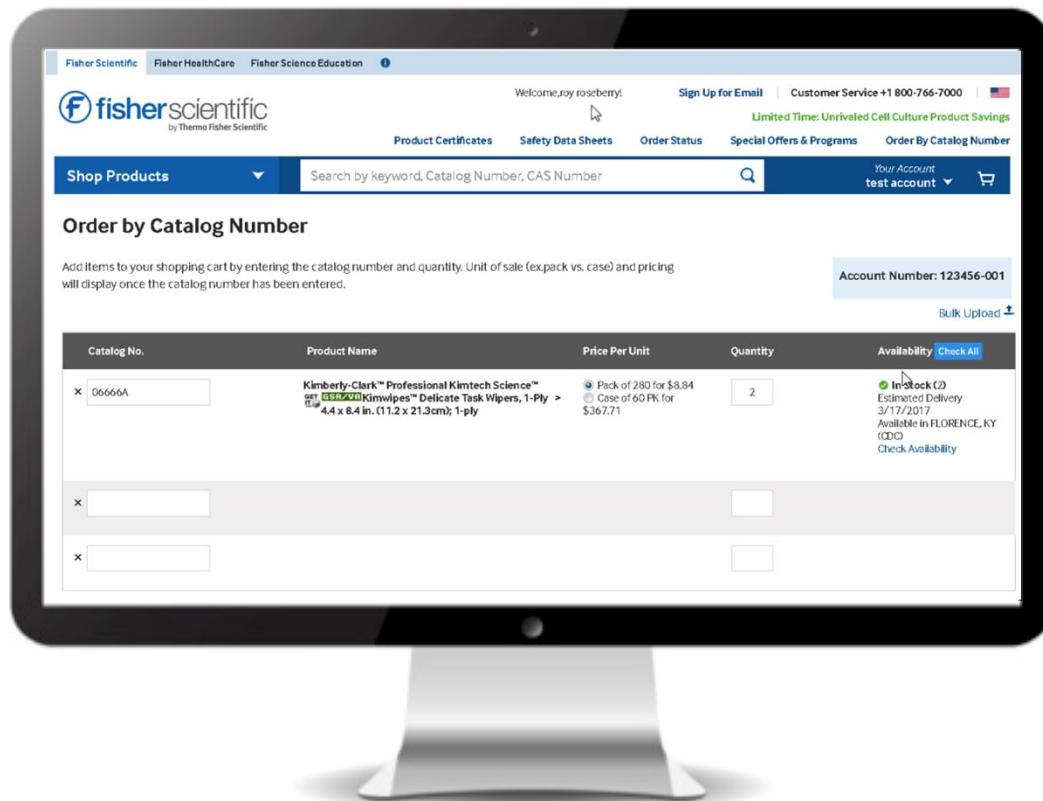 Fisher Scientific Fisher HealthCare Fisher Science Education
fisher scientific
by Thermo Fisher Scientific
Welcome,roy roseberry!
Sign Up for Email
Customer Service +1 800-766-7000
Limited Time: Unrivaled Cell Culture Product Savings
Product Certificates Safety Data Sheets Order Status Special Offers & Programs Order By Catalog Number
Shop Products
Search by keyword, Catalog Number, CAS Number
Your Account
test account
Order by Catalog Number
Add items to your shopping cart by entering the catalog number and quantity. Unit of sale (ex.pack vs. case) and pricing
will display once the catalog number has been entered.
Account Number: 123456-001
Bulk Upload
Catalog No. Product Name Price Per Unit Quantity Availability Check All
× 06666A
Kimberly-Clark™ Professional Kimtech Science™
GSR/VR Kimwipes™ Delicate Task Wipers, 1-Ply >
4.4 x 8.4 in. (11.2 x 21.3cm); 1-ply
Pack of 280 for $8.84
Case of 60 PK for
$367.71
2
In Stock (2)
Estimated Delivery
3/17/2017
Available in FLORENCE, KY
(CDC)
Check Availability
×
×